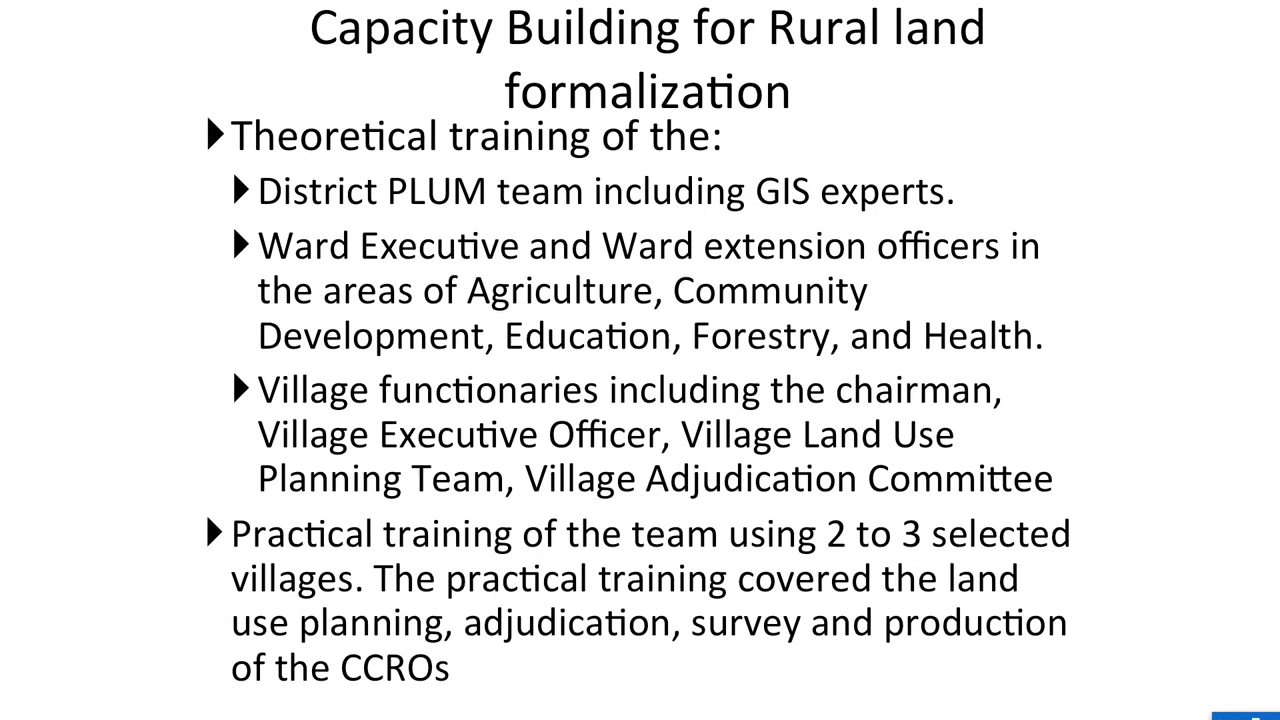 Capacity Building for Rural land
formalization
Theoretical training of the:
District PLUM team including GIS experts.
Ward Executive and Ward extension officers in
the areas of Agriculture, Community
Development, Education, Forestry, and Health.
Village functionaries including the chairman,
Village Executive Officer, Village Land Use
Planning Team, Village Adjudication Committee
Practical training of the team using 2 to 3 selected
villages. The practical training covered the land
use planning, adjudication, survey and production
of the CCROs